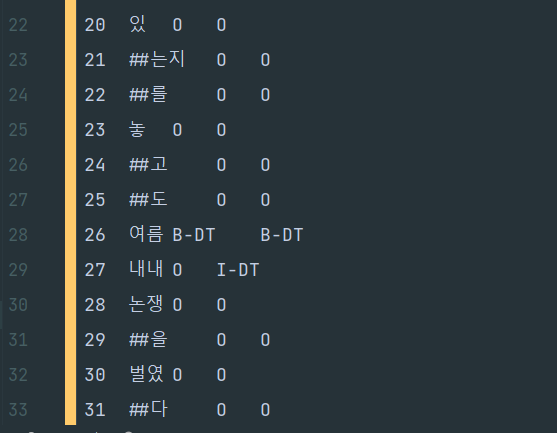 22 20 있 O O
23 21 ##는지 O O
24 22 ##를 O O
25 23 놓 O O
26 24 ##고 O O
27 25 ##도 O O
28 26 여름 B-DT B-DT
29 27 내내 O I-DT
30 28 논쟁 O O
31 29 ##을 O O
32 30 벌였 O O
33 31 ##다 O O